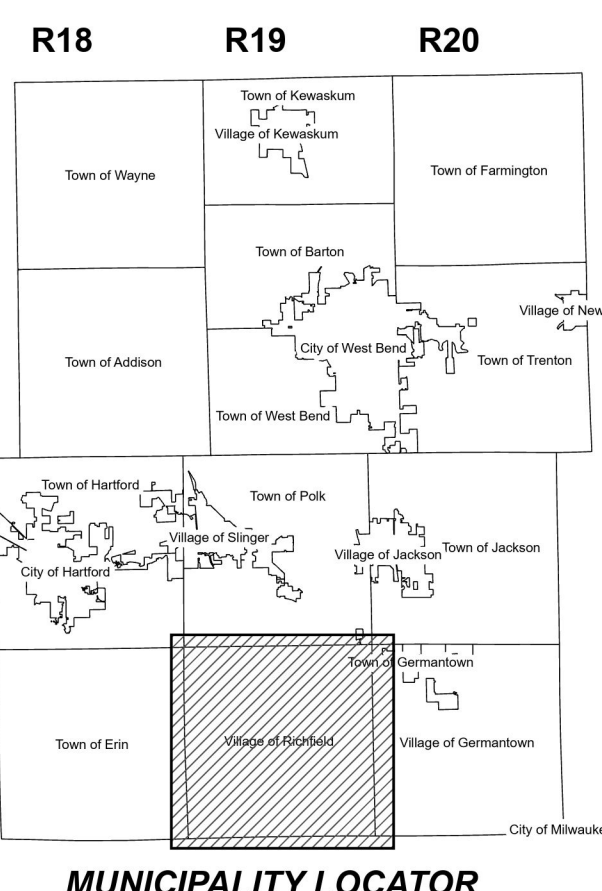 R18 R19 R20
Town of Kewaskum
Village of Kewaskum
Town of Wayne
Town of Farmington
Town of Barton
Village of New
City of West Bend
Town of Addison
Town of Trenton
Town of West Bend
Town of Hartford
Town of Polk
Village of Slinger
Village of Jackson
Town of Jackson
City of Hartford
Town of Germantown
Town of Erin
Village of Richfield
Village of Germantown
City of Milwauke
MUNICIPALITY LOCATOR